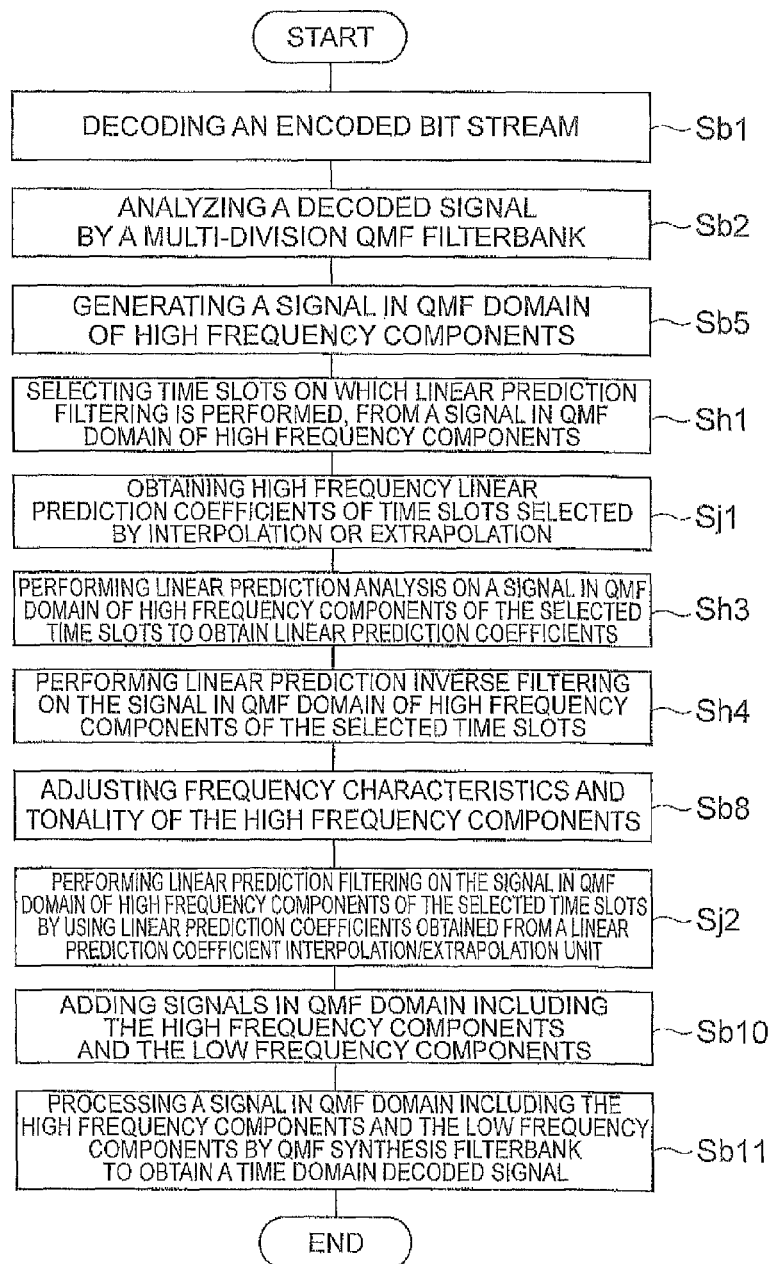 START
DECODING AN ENCODED BIT STREAM
Sb1
ANALYZING A DECODED SIGNAL
BY A MULTI-DIVISION QMF FILTERBANK
Sb2
GENERATING A SIGNAL IN QMF DOMAIN
OF HIGH FREQUENCY COMPONENTS
Sb5
SELECTING TIME SLOTS ON WHICH LINEAR PREDICTION
FILTERING IS PERFORMED, FROM A SIGNAL IN QMF
DOMAIN OF HIGH FREQUENCY COMPONENTS
Sh1
OBTAINING HIGH FREQUENCY LINEAR
PREDICTION COEFFICIENTS OF TIME SLOTS SELECTED
BY INTERPOLATION OR EXTRAPOLATION
Sj1
PERFORMING LINEAR PREDICTION ANALYSIS ON A SIGNAL IN QMF
DOMAIN OF HIGH FREQUENCY COMPONENTS OF THE SELECTED
TIME SLOTS TO OBTAIN LINEAR PREDICTION COEFFICIENTS
Sh3
PERFORMNG LINEAR PREDICTION INVERSE FILTERING
ON THE SIGNAL IN QMF DOMAIN OF HIGH FREQUENCY
COMPONENTS OF THE SELECTED TIME SLOTS
Sh4
ADJUSTING FREQUENCY CHARACTERISTICS AND
TONALITY OF THE HIGH FREQUENCY COMPONENTS
Sb8
PERFORMING LINEAR PREDICTION FILTERING ON THE SIGNAL IN QMF
DOMAIN OF HIGH FREQUENCY COMPONENTS OF THE SELECTED TIME SLOTS
BY USING LINEAR PREDICTION COEFFICIENTS OBTAINED FROM A LINEAR
PREDICTION COEFFICIENT INTERPOLATION/EXTRAPOLATION UNIT
Sj2
ADDING SIGNALS IN QMF DOMAIN INCLUDING
THE HIGH FREQUENCY COMPONENTS
AND THE LOW FREQUENCY COMPONENTS
Sb10
PROCESSING A SIGNAL IN QMF DOMAIN INCLUDING THE
HIGH FREQUENCY COMPONENTS AND THE LOW FREQUENCY
COMPONENTS BY QMF SYNTHESIS FILTERBANK
TO OBTAIN A TIME DOMAIN DECODED SIGNAL
Sb11
END